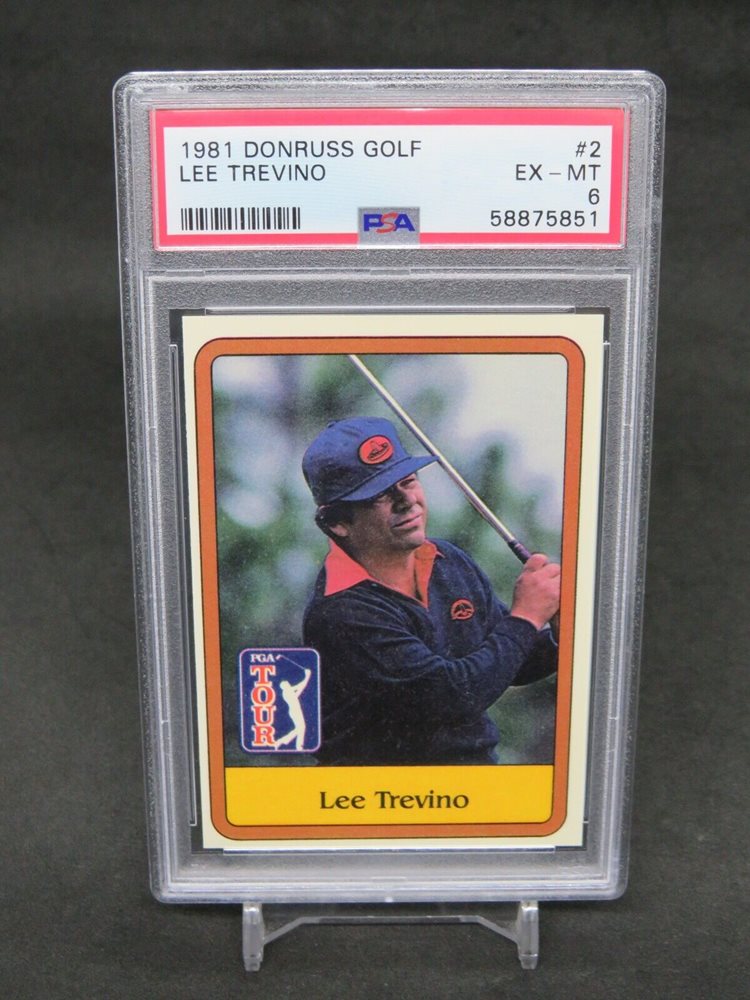 1981 DONRUSS GOLF #2
LEE TREVINO EX - MT
6
PSA 58875851
PGA
TOUR
Lee Trevino